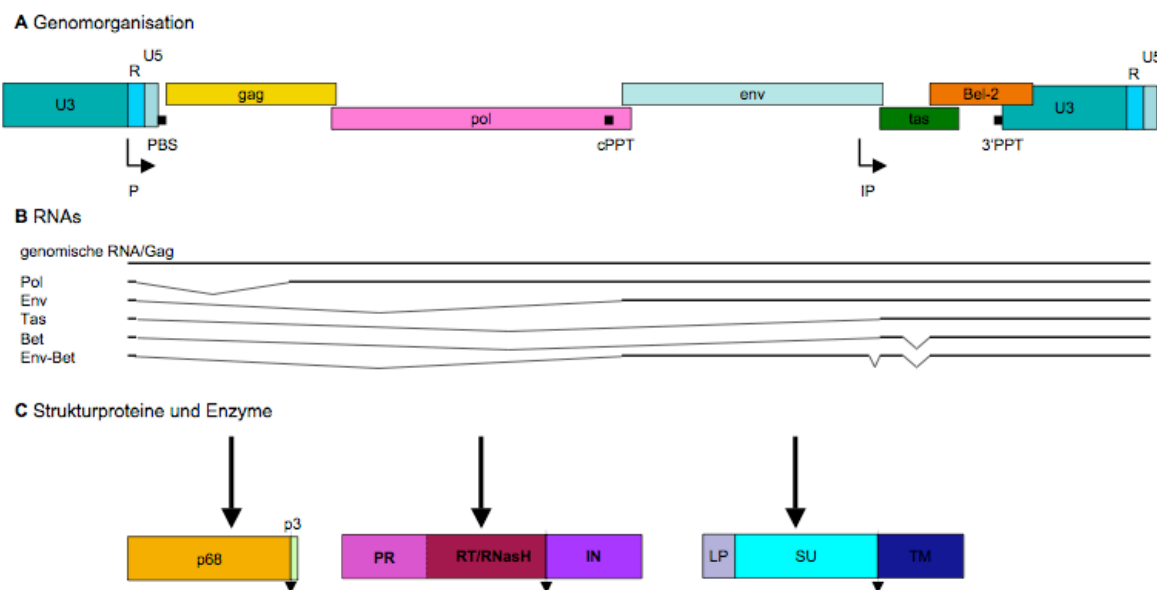 A Genomorganisation
U5 U5
R R
U3 gag env Bel-2 U3
pol tas
PBS cPPT 3'PPT
P IP
B RNAs
genomische RNA/Gag
Pol
Env
Tas
Bet
Env-Bet
C Strukturproteine und Enzyme
p3
p68 PR RT/RNasH IN LP SU TM